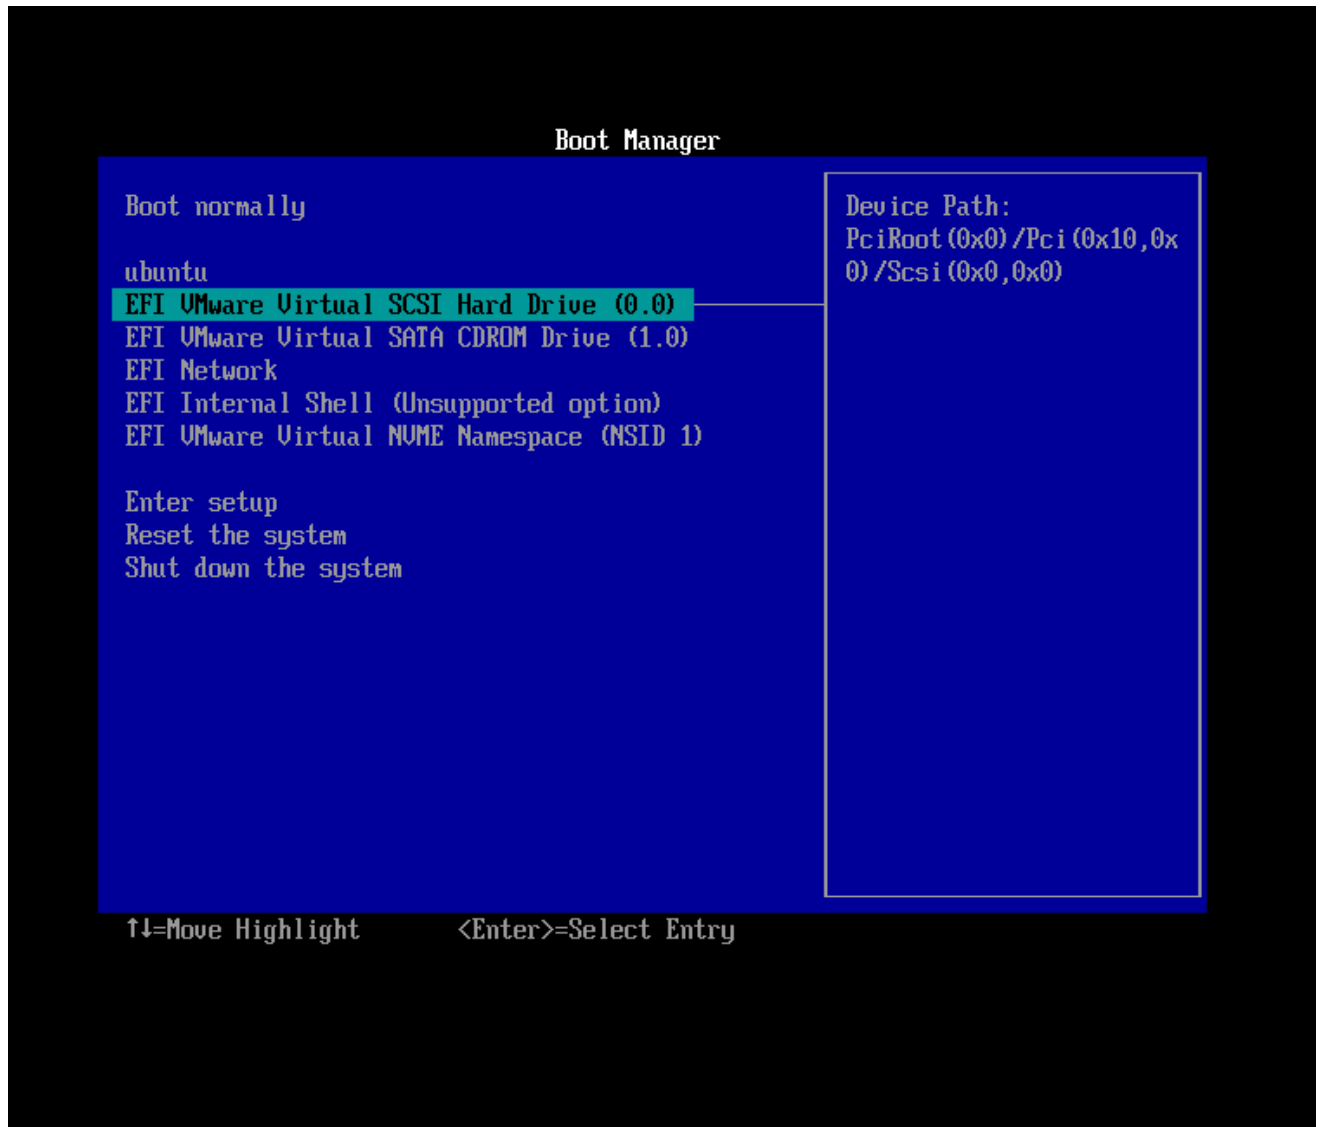 Boot Manager
Boot normally
ubuntu
EFI VMware Virtual SCSI Hard Drive (0.0)
EFI VMware Virtual SATA CDROM Drive (1.0)
EFI Network
EFI Internal Shell (Unsupported option)
EFI VMware Virtual NVME Namespace (NSID 1)
Enter setup
Reset the system
Shut down the system
Device Path:
PciRoot(0x0)/Pci(0x10,0x
0)/Scsi(0x0,0x0)
↑↓=Move Highlight <Enter>=Select Entry